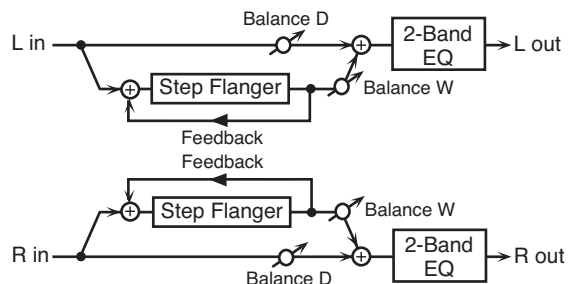 Balance D
L in
2-Band
EQ
L out
Step Flanger
Balance W
Feedback
Feedback
Step Flanger
Balance W
R in
2-Band
EQ
R out
Balance D